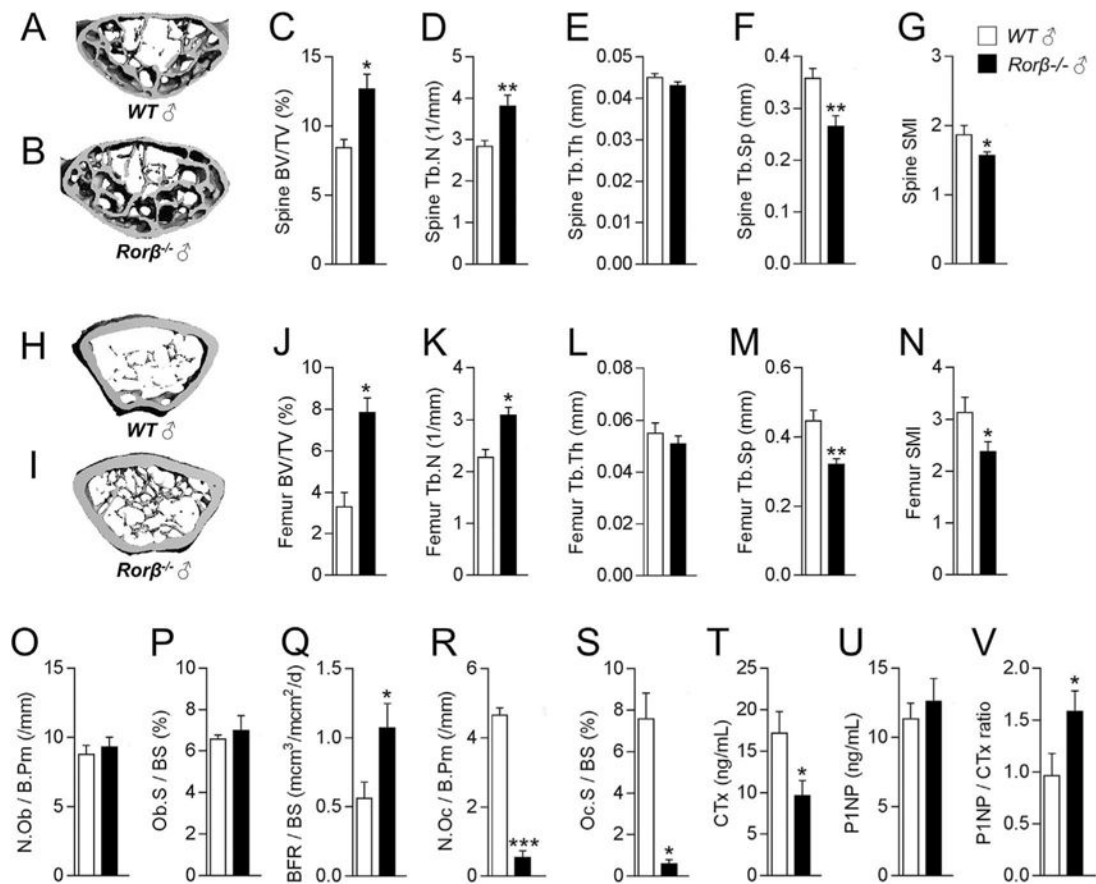 A
WT ♂
B
Rorβ-/- ♂
C
Spine BV/TV (%)
15
10
5
0
*
D
Spine Tb.N (1/mm)
5
4
3
2
1
0
**
E
Spine Tb.Th (mm)
0.05
0.04
0.03
0.02
0.01
0.00
F
Spine Tb.Sp (mm)
0.4
0.3
0.2
0.1
0.0
**
G
Spine SMI
3
2
1
0
*
WT ♂
Rorβ-/- ♂
H
WT ♂
I
Rorβ-/- ♂
J
Femur BV/TV (%)
10
8
6
4
2
0
*
K
Femur Tb.N (1/mm)
4
3
2
1
0
*
L
Femur Tb.Th (mm)
0.08
0.06
0.04
0.02
0.00
M
Femur Tb.Sp (mm)
0.6
0.4
0.2
0.0
**
N
Femur SMI
4
3
2
1
0
*
O
N.Ob / B.Pm (/mm)
15
10
5
0
P
Ob.S / BS (%)
10
8
6
4
2
0
Q
BFR / BS (mcm³/mcm²/d)
1.5
1.0
0.5
0.0
*
R
N.Oc / B.Pm (/mm)
6
4
2
0
***
S
Oc.S / BS (%)
10
8
6
4
2
0
*
T
CTx (ng/mL)
25
20
15
10
5
0
*
U
P1NP (ng/mL)
15
10
5
0
V
P1NP / CTx ratio
2.0
1.5
1.0
0.5
0.0
*